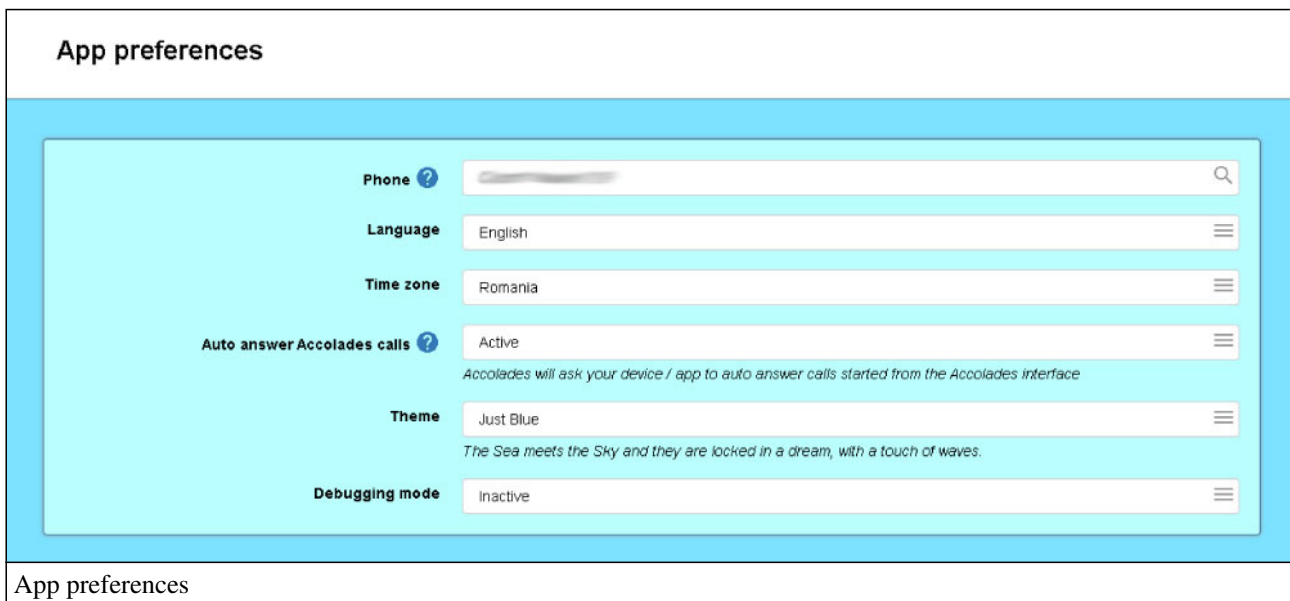 App preferences
Phone ?
Language English
Time zone Romania
Auto answer Accolades calls ? Active
Accolades will ask your device / app to auto answer calls started from the Accolades interface
Theme Just Blue
The Sea meets the Sky and they are locked in a dream, with a touch of waves.
Debugging mode Inactive
App preferences